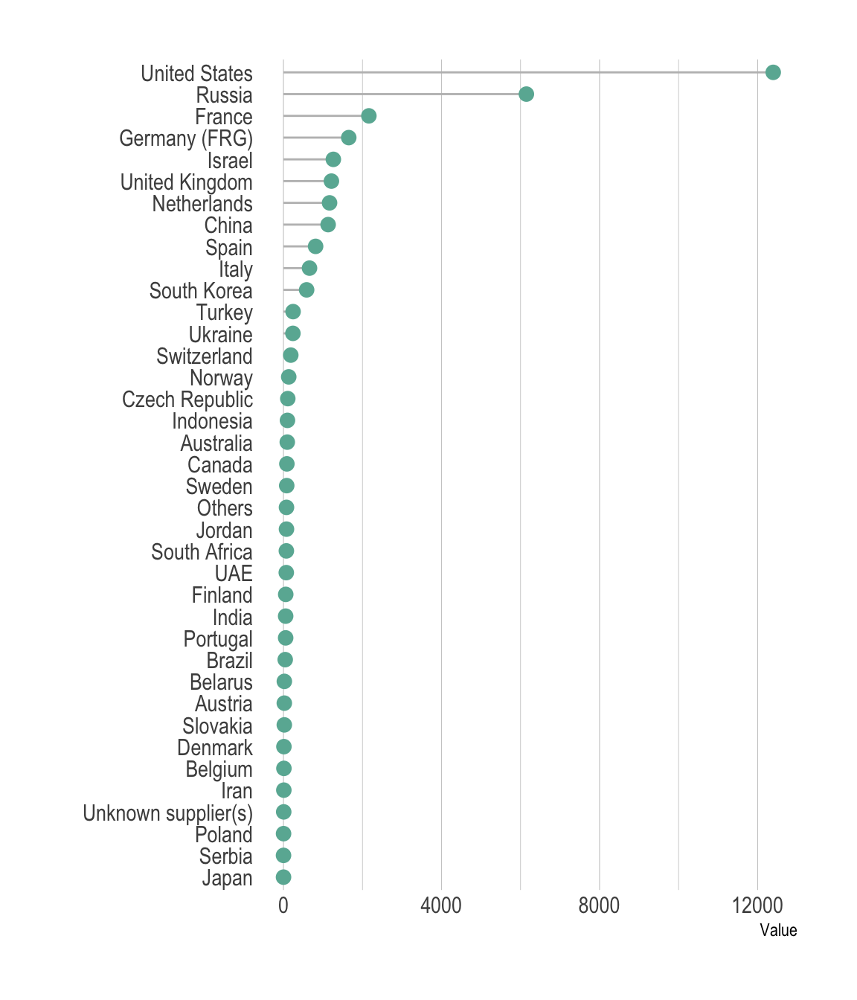 United States
Russia
France
Germany (FRG)
Israel
United Kingdom
Netherlands
China
Spain
Italy
South Korea
Turkey
Ukraine
Switzerland
Norway
Czech Republic
Indonesia
Australia
Canada
Sweden
Others
Jordan
South Africa
UAE
Finland
India
Portugal
Brazil
Belarus
Austria
Slovakia
Denmark
Belgium
Iran
Unknown supplier(s)
Poland
Serbia
Japan
0 4000 8000 12000
Value